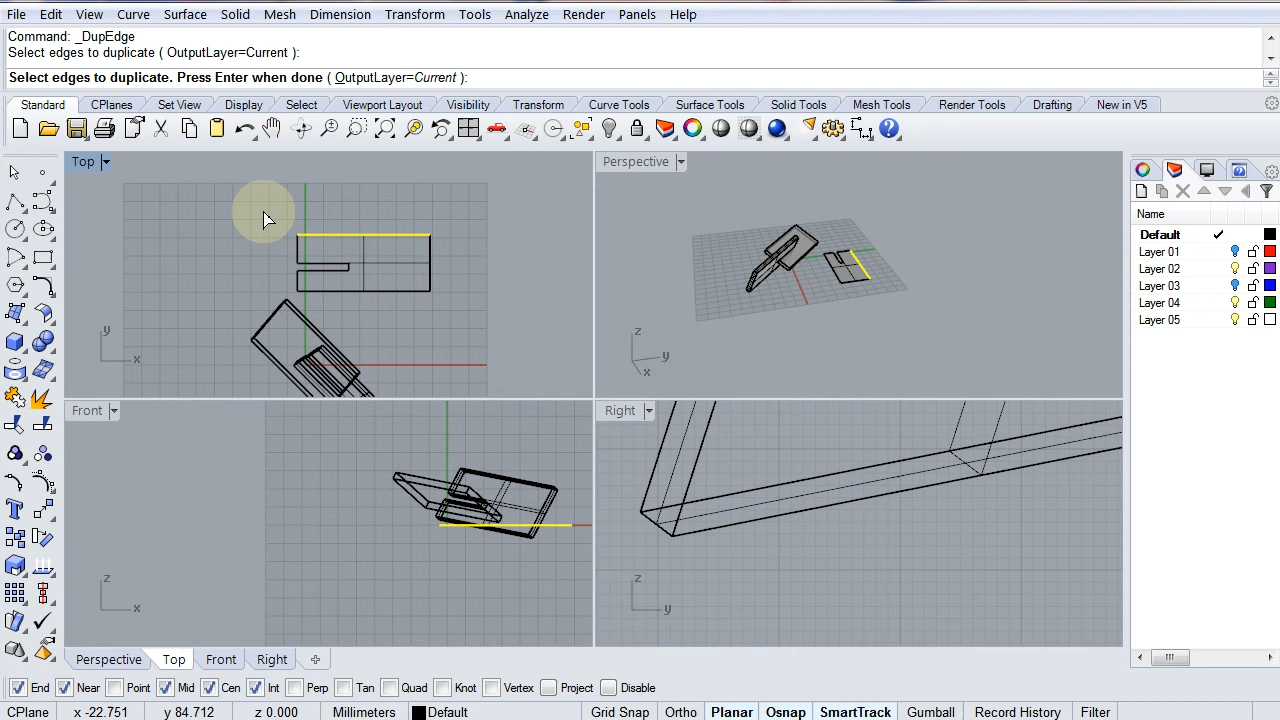 File Edit View Curve Surface Solid Mesh Dimension Transform Tools Analyze Render Panels Help
Command: _DupEdge
Select edges to duplicate ( OutputLayer=Current ):
Select edges to duplicate. Press Enter when done ( OutputLayer=Current ):
Standard CPlanes Set View Display Select Viewport Layout Visibility Transform Curve Tools Surface Tools Solid Tools Mesh Tools Render Tools Drafting New in V5
Top
Perspective
y
x
z
y
x
Front
Right
z
x
z
y
Name
Default
Layer 01
Layer 02
Layer 03
Layer 04
Layer 05
Perspective Top Front Right
End Near Point Mid Cen Int Perp Tan Quad Knot Vertex Project Disable
CPlane x -22.751 y 84.712 z 0.000 Millimeters Default Grid Snap Ortho Planar Osnap SmartTrack Gumball Record History Filter